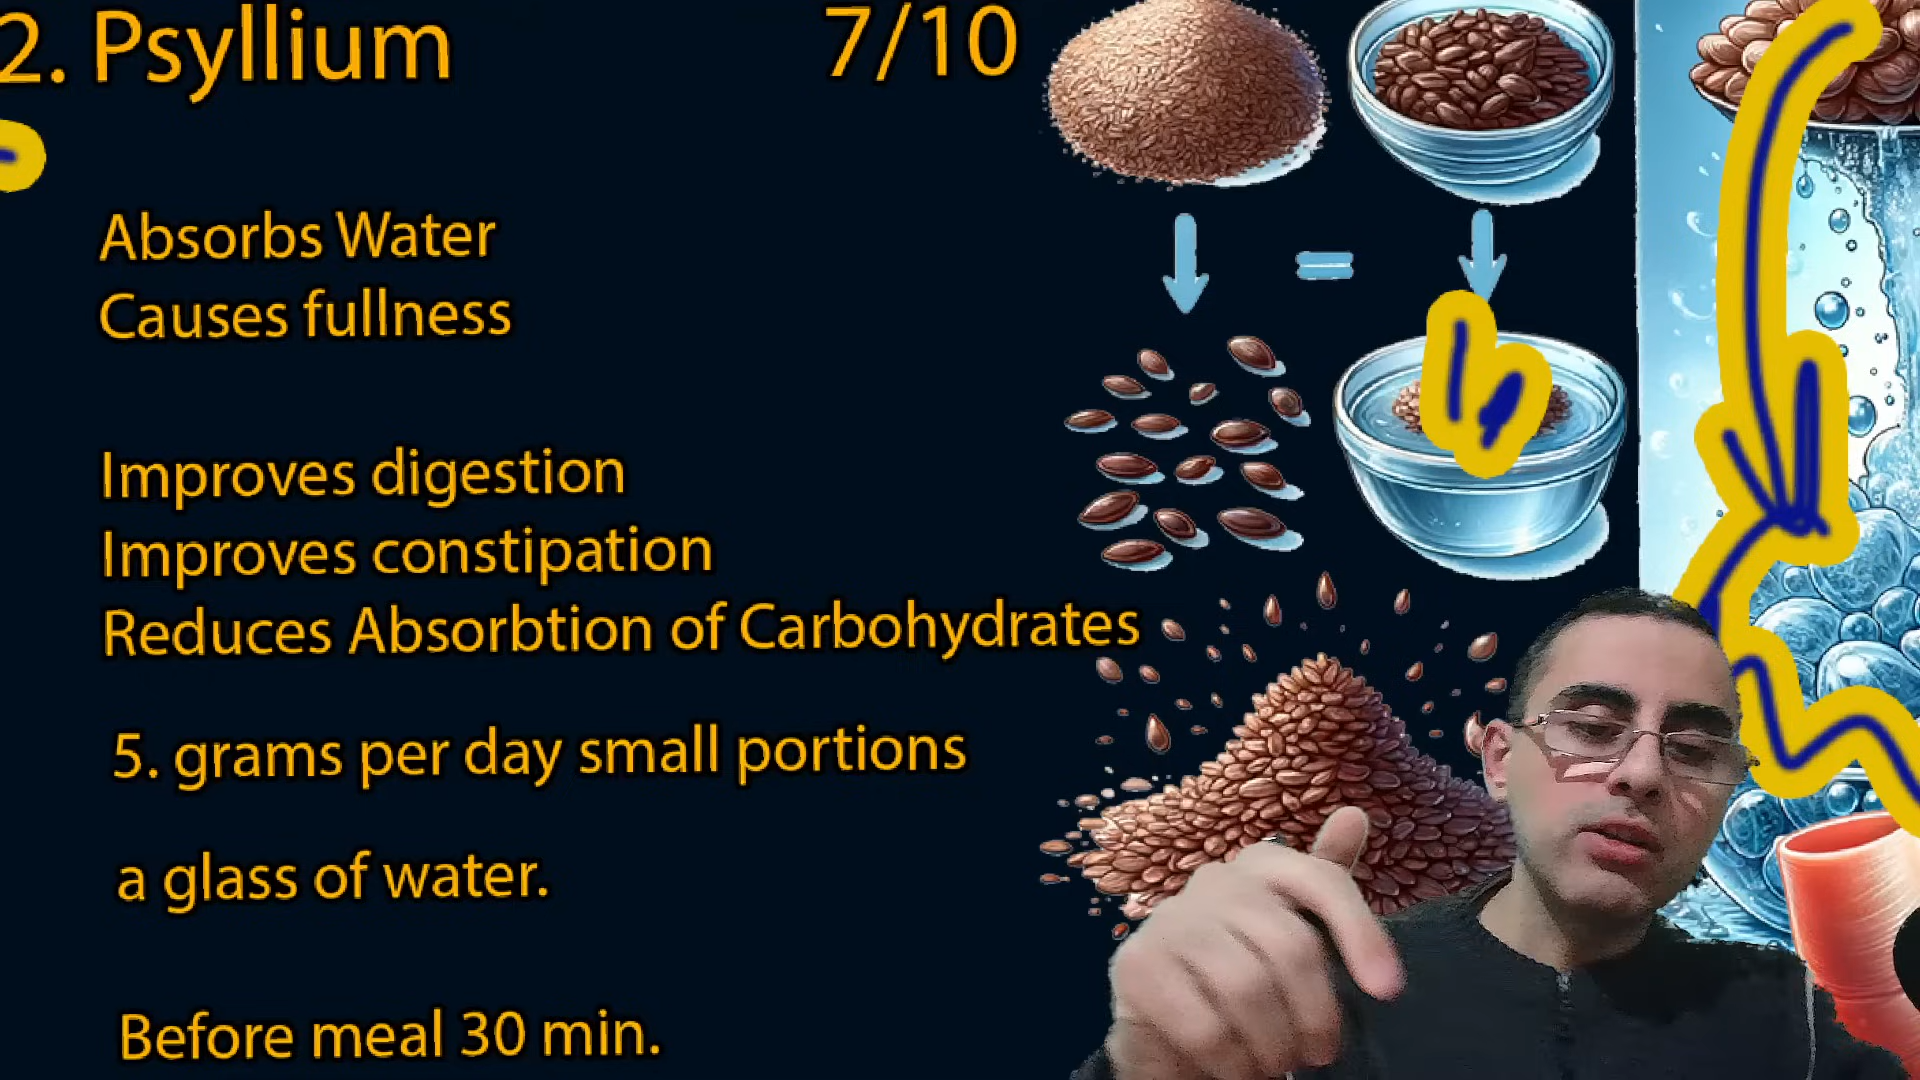 2. Psyllium 7/10
Absorbs Water
Causes fullness
Improves digestion
Improves constipation
Reduces Absorbtion of Carbohydrates
5. grams per day small portions
a glass of water.
Before meal 30 min.